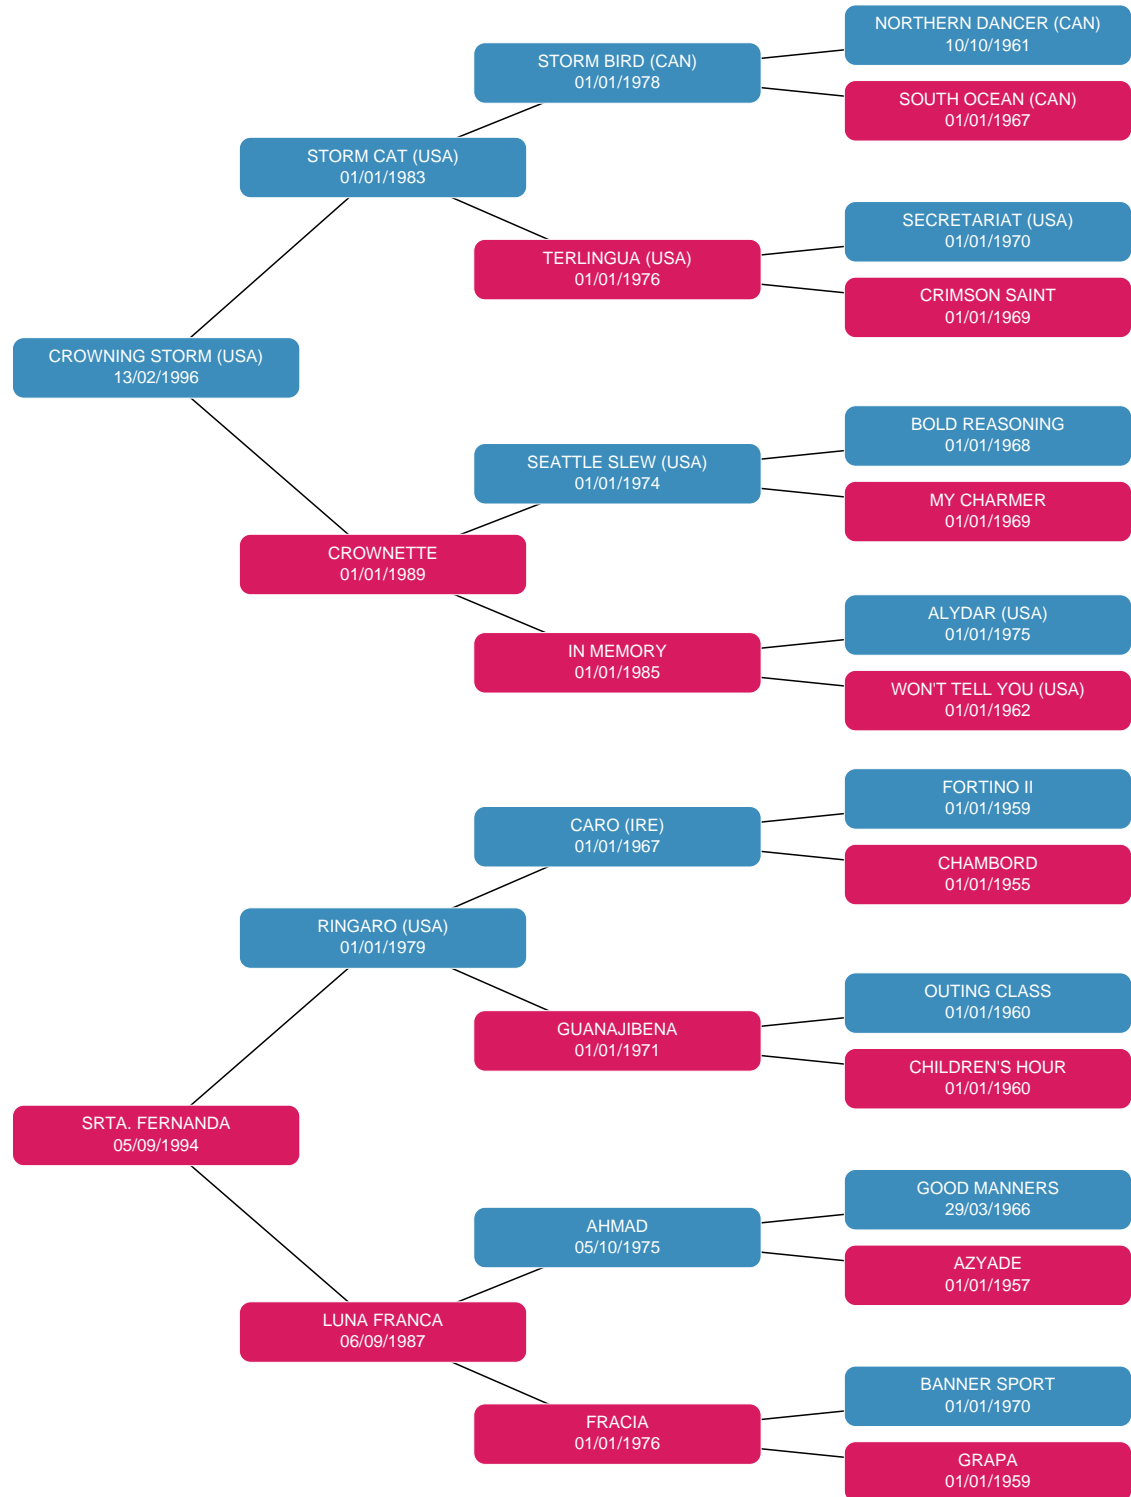 NORTHERN DANCER (CAN)
10/10/1961
STORM BIRD (CAN)
01/01/1978
SOUTH OCEAN (CAN)
01/01/1967
STORM CAT (USA)
01/01/1983
SECRETARIAT (USA)
01/01/1970
TERLINGUA (USA)
01/01/1976
CRIMSON SAINT
01/01/1969
CROWNING STORM (USA)
13/02/1996
BOLD REASONING
01/01/1968
SEATTLE SLEW (USA)
01/01/1974
MY CHARMER
01/01/1969
CROWNETTE
01/01/1989
ALYDAR (USA)
01/01/1975
IN MEMORY
01/01/1985
WON'T TELL YOU (USA)
01/01/1962
FORTINO II
01/01/1959
CARO (IRE)
01/01/1967
CHAMBORD
01/01/1955
RINGARO (USA)
01/01/1979
OUTING CLASS
01/01/1960
GUANAJIBENA
01/01/1971
CHILDREN'S HOUR
01/01/1960
SRTA. FERNANDA
05/09/1994
GOOD MANNERS
29/03/1966
AHMAD
05/10/1975
AZYADE
01/01/1957
LUNA FRANCA
06/09/1987
BANNER SPORT
01/01/1970
FRACIA
01/01/1976
GRAPA
01/01/1959